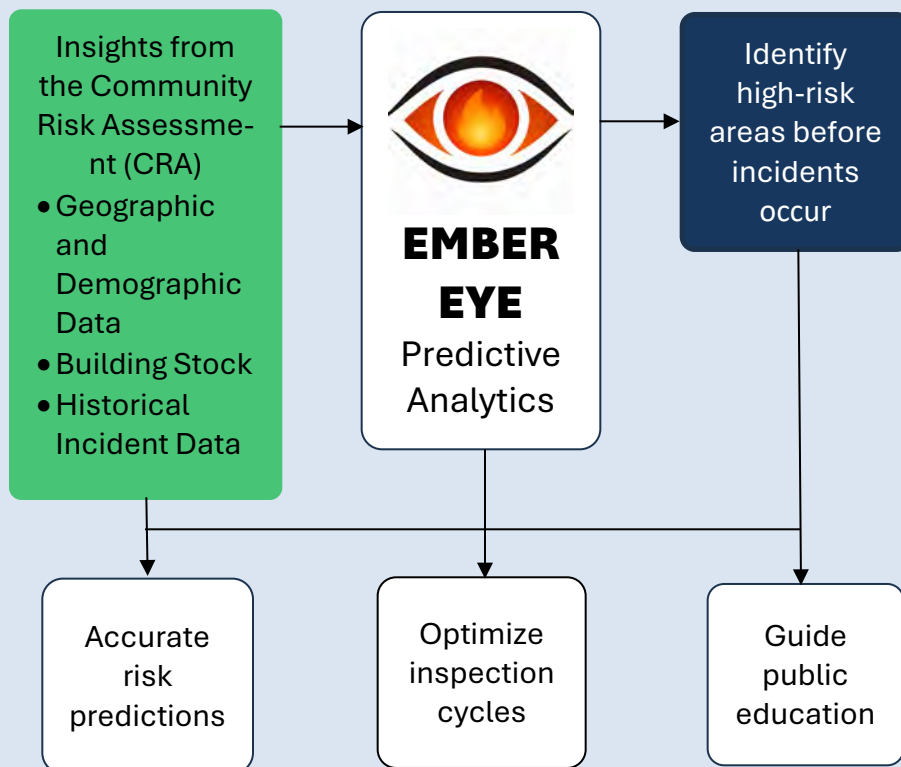 Insights from
the Community
Risk Assessme-
nt (CRA)
• Geographic
and
Demographic
Data
• Building Stock
• Historical
Incident Data
EMBER
EYE
Predictive
Analytics
Identify
high-risk
areas before
incidents
occur
Accurate
risk
predictions
Optimize
inspection
cycles
Guide
public
education